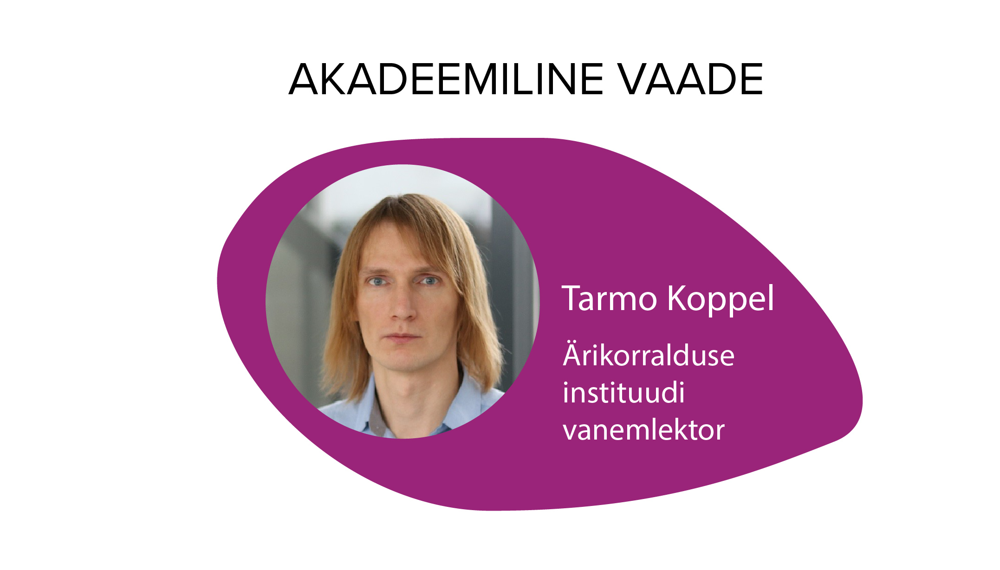 AKADEEMILINE VAADE
Tarmo Koppel
Ärikorralduse
instituudi
vanemlektor